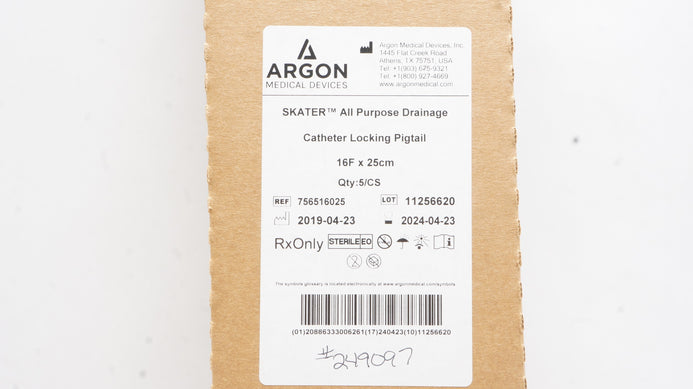 ARGON
MEDICAL DEVICES
Argon Medical Devices, Inc.
1445 Flat Creek Road
Athens, TX 75751, USA
Tel: +1(903) 675-9321
Tel: +1(800) 927-4669
www.argonmedical.com
SKATER™ All Purpose Drainage
Catheter Locking Pigtail
16F x 25cm
Qty:5/CS
REF 756516025 LOT 11256620
2019-04-23 2024-04-23
RxOnly STERILE EO
The symbols glossary is located electronically at www.argonmedical.com/symbols
(01)20886333006261(17)240423(10)11256620
#249097